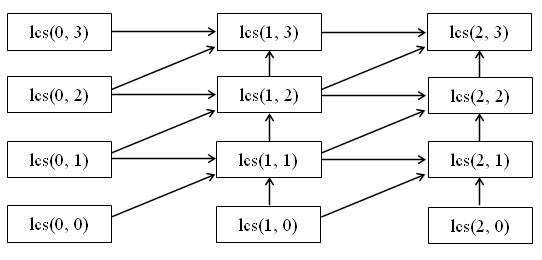 lcs(0, 3) lcs(1, 3) lcs(2, 3)
lcs(0, 2) lcs(1, 2) lcs(2, 2)
lcs(0, 1) lcs(1, 1) lcs(2, 1)
lcs(0, 0) lcs(1, 0) lcs(2, 0)